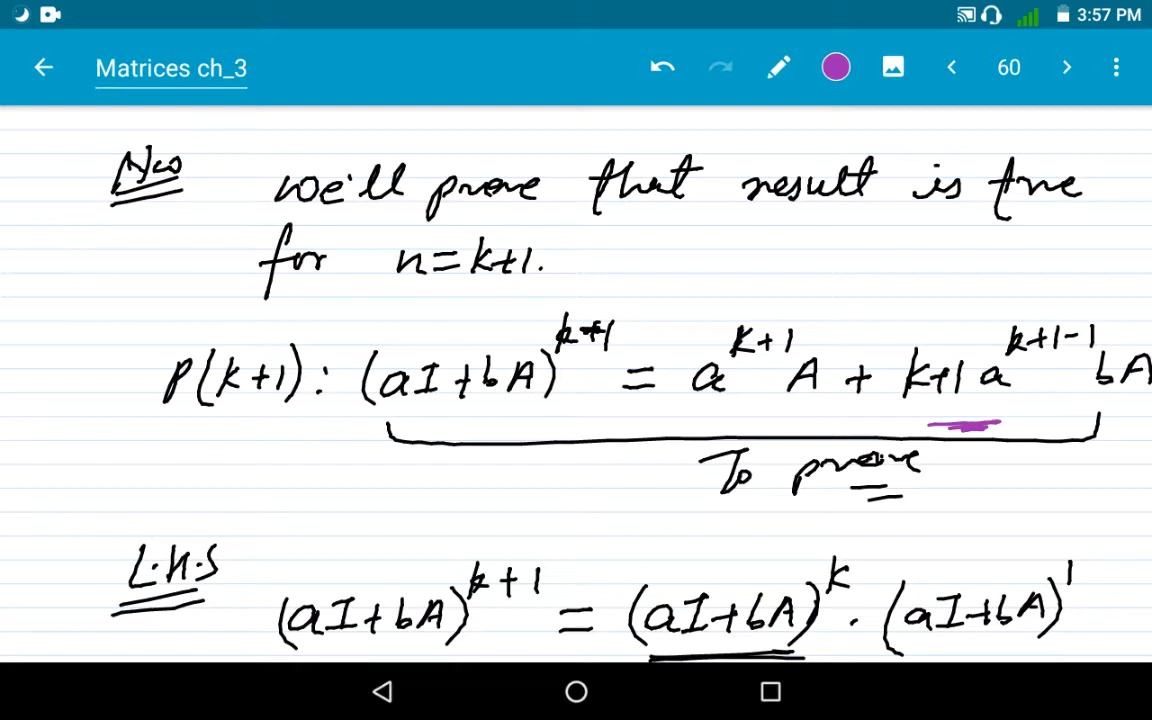 3:57 PM
Matrices ch_3
60
Now we'll prove that result is true
for n=k+1.
P(k+1): (aI+bA)^{k+1} = a^{k+1} A + k+1 a^{k+1-1} bA
To prove
L.H.S
(aI+bA)^{k+1} = (aI+bA)^k . (aI+bA)^1